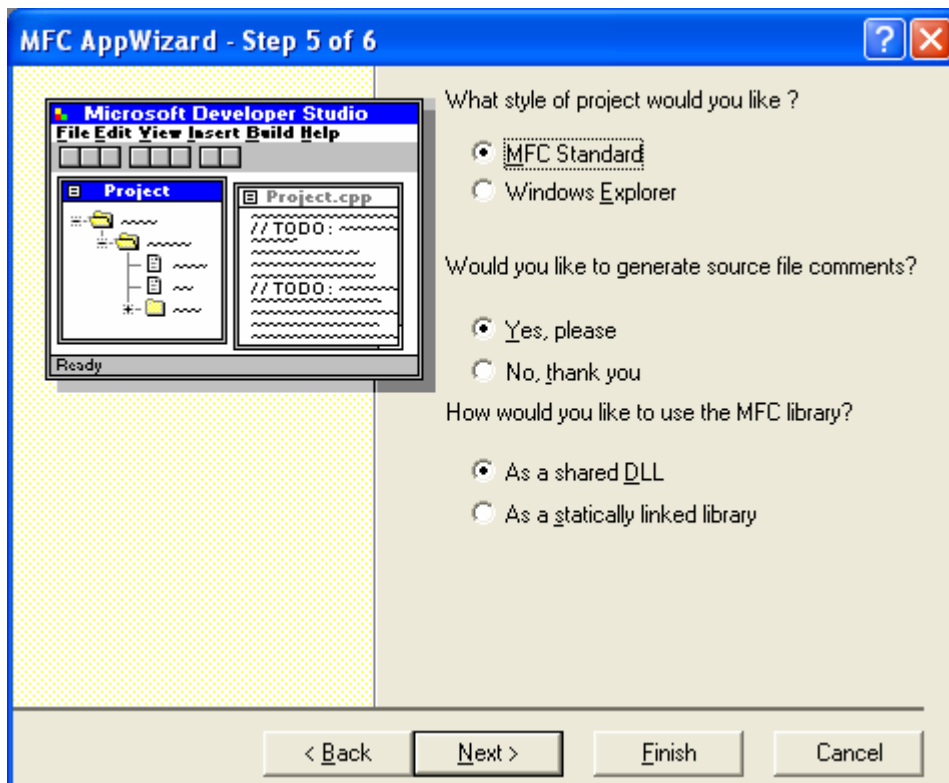 MFC AppWizard - Step 5 of 6
Microsoft Developer Studio
File Edit View Insert Build Help
Project
Project.cpp
//TODO:
//TODO:
Ready
What style of project would you like ?
MFC Standard
Windows Explorer
Would you like to generate source file comments?
Yes, please
No, thank you
How would you like to use the MFC library?
As a shared DLL
As a statically linked library
< Back
Next >
Finish
Cancel